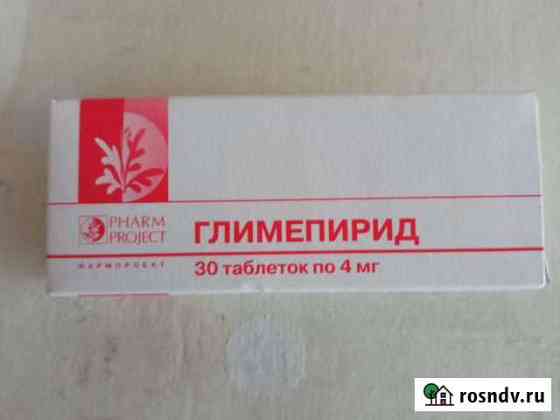 PHARM
PROJECT
ФАРМПРОЕКТ
ГЛИМЕПИРИД
30 таблеток по 4 мг
rosndv.ru